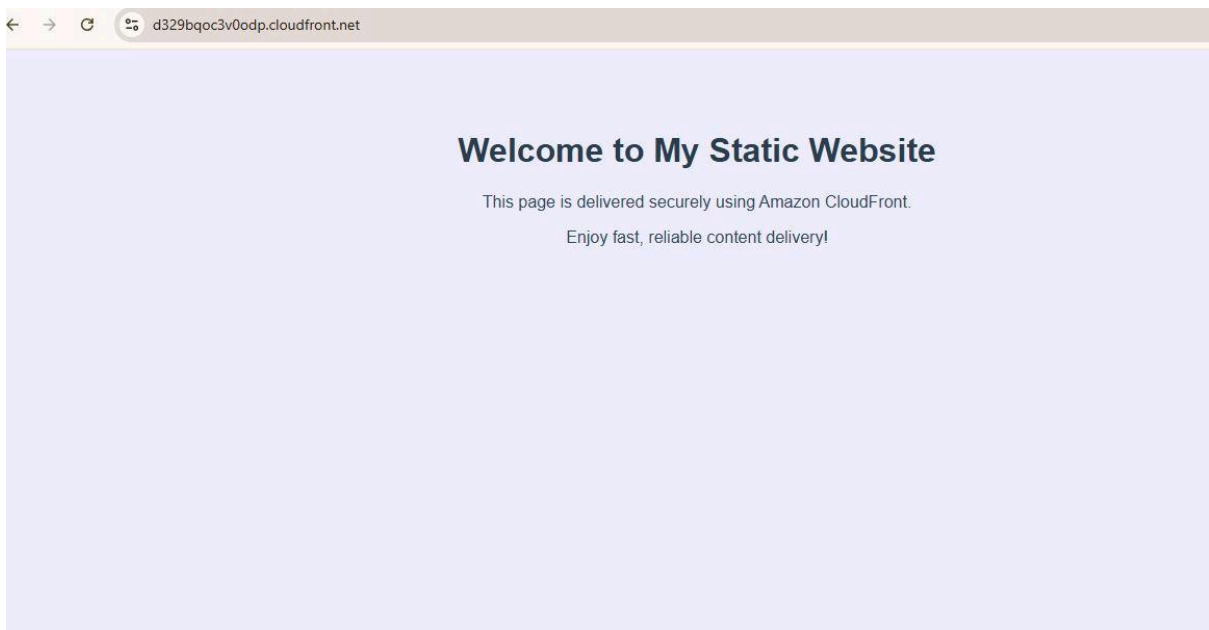 d329bqoc3v0odp.cloudfront.net
Welcome to My Static Website
This page is delivered securely using Amazon CloudFront.
Enjoy fast, reliable content delivery!